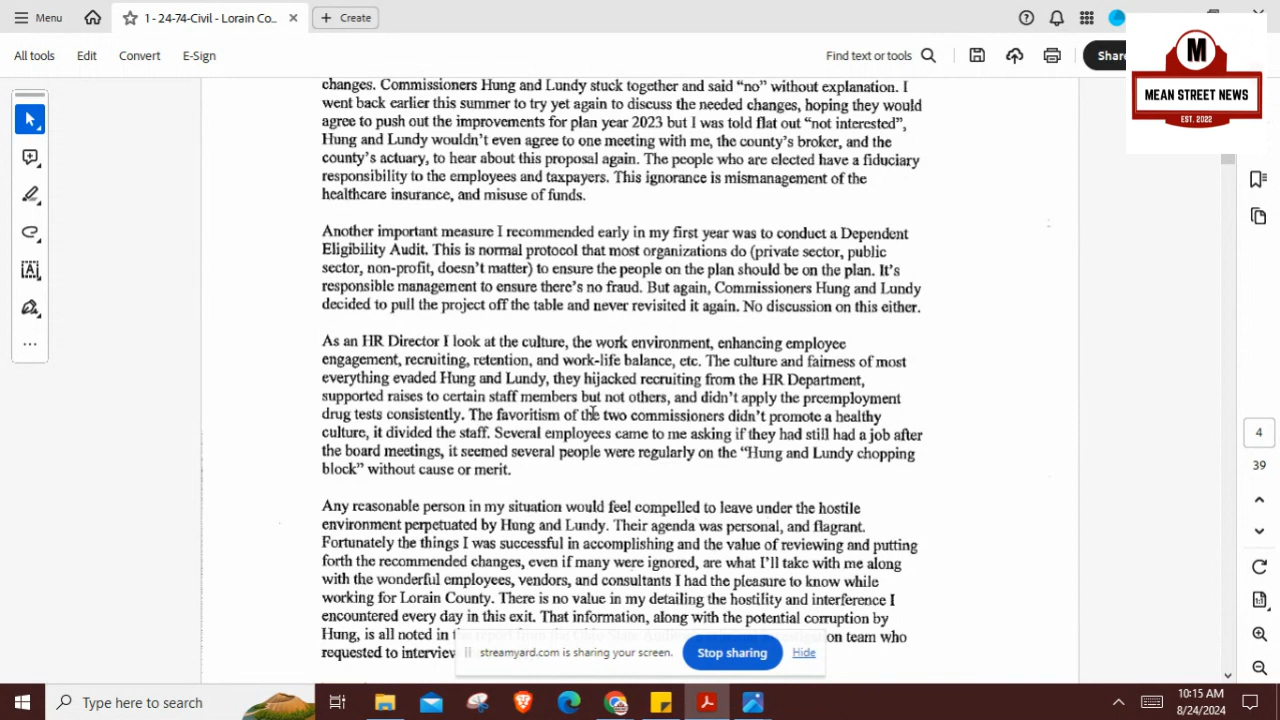 Menu
1 - 24-74-Civil - Lorain Co...
Create
All tools
Edit
Convert
E-Sign
Find text or tools
Shar
M
MEAN STREET NEWS
EST. 2022
changes. Commissioners Hung and Lundy stuck together and said “no” without explanation. I
went back earlier this summer to try yet again to discuss the needed changes, hoping they would
agree to push out the improvements for plan year 2023 but I was told flat out “not interested”,
Hung and Lundy wouldn’t even agree to one meeting with me, the county’s broker, and the
county’s actuary, to hear about this proposal again. The people who are elected have a fiduciary
responsibility to the employees and taxpayers. This ignorance is mismanagement of the
healthcare insurance, and misuse of funds.
Another important measure I recommended early in my first year was to conduct a Dependent
Eligibility Audit. This is normal protocol that most organizations do (private sector, public
sector, non-profit, doesn’t matter) to ensure the people on the plan should be on the plan. It’s
responsible management to ensure there’s no fraud. But again, Commissioners Hung and Lundy
decided to pull the project off the table and never revisited it again. No discussion on this either.
As an HR Director I look at the culture, the work environment, enhancing employee
engagement, recruiting, retention, and work-life balance, etc. The culture and fairness of most
everything evaded Hung and Lundy, they hijacked recruiting from the HR Department,
supported raises to certain staff members but not others, and didn’t apply the preemployment
drug tests consistently. The favoritism of the two commissioners didn’t promote a healthy
culture, it divided the staff. Several employees came to me asking if they had still had a job after
the board meetings, it seemed several people were regularly on the “Hung and Lundy chopping
block” without cause or merit.
Any reasonable person in my situation would feel compelled to leave under the hostile
environment perpetuated by Hung and Lundy. Their agenda was personal, and flagrant.
Fortunately the things I was successful in accomplishing and the value of reviewing and putting
forth the recommended changes, even if many were ignored, are what I’ll take with me along
with the wonderful employees, vendors, and consultants I had the pleasure to know while
working for Lorain County. There is no value in my detailing the hostility and interference I
encountered every day in this exit. That information, along with the potential corruption by
Hung, is all noted in the report from the Ohio State Auditor's team who
requested to interview
streamyard.com is sharing your screen.
Stop sharing
Hide
4
39
Type here to search
10:15 AM
8/24/2024